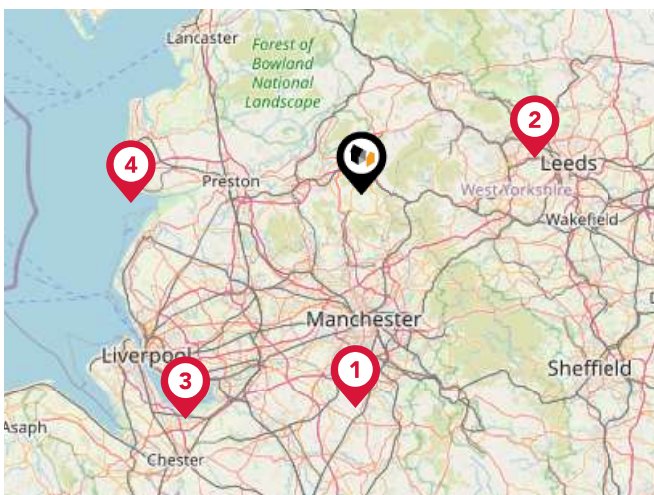 Lancaster
Forest of
Bowland
National
Landscape
2
4
Leeds
Preston
West Yorkshire
Wakefield
Manchester
Liverpool
1
Sheffield
3
Asaph
Chester